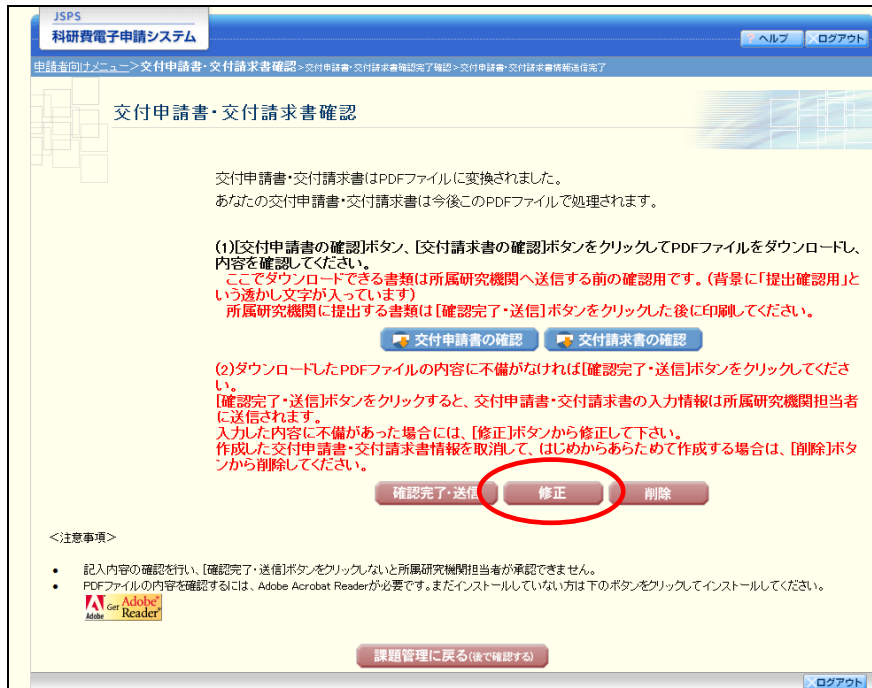 JSPS
科研費電子申請システム
ヘルプ
ログアウト
申請者向けメニュー>交付申請書・交付請求書確認>交付申請書・交付請求書確認完了確認>交付申請書・交付請求書情報送信完了
交付申請書・交付請求書確認
交付申請書・交付請求書はPDFファイルに変換されました。
あなたの交付申請書・交付請求書は今後このPDFファイルで処理されます。
(1)[交付申請書の確認]ボタン、[交付請求書の確認]ボタンをクリックしてPDFファイルをダウンロードし、
内容を確認してください。
ここでダウンロードできる書類は所属研究機関へ送信する前の確認用です。(背景に「提出確認用」と
いう透かし文字が入っています)
所属研究機関に提出する書類は[確認完了・送信]ボタンをクリックした後に印刷してください。
交付申請書の確認
交付請求書の確認
(2)ダウンロードしたPDFファイルの内容に不備がなければ[確認完了・送信]ボタンをクリックしてくださ
い。
[確認完了・送信]ボタンをクリックすると、交付申請書・交付請求書の入力情報は所属研究機関担当者
に送信されます。
入力した内容に不備があった場合には、[修正]ボタンから修正して下さい。
作成した交付申請書・交付請求書情報を取消して、はじめからあらためて作成する場合は、[削除]ボタ
ンから削除してください。
確認完了・送信
修正
削除
<注意事項>
• 記入内容の確認を行い、[確認完了・送信]ボタンをクリックしないと所属研究機関担当者が承認できません。
• PDFファイルの内容を確認するには、Adobe Acrobat Readerが必要です。まだインストールしていない方は下のボタンをクリックしてインストールしてください。
Adobe Get Adobe Reader
課題管理に戻る(後で確認する)
ログアウト